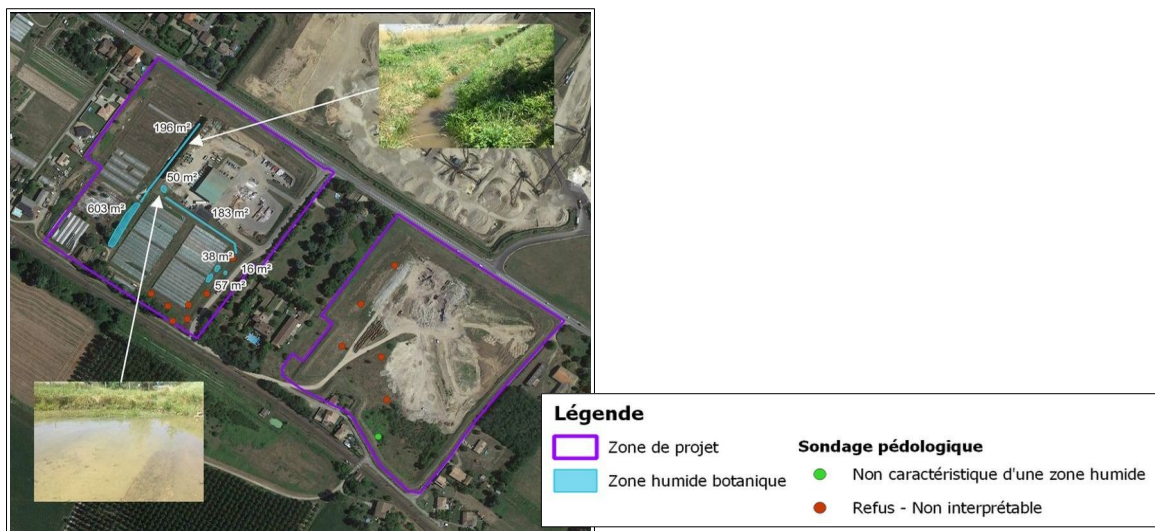 196 m²
50 m²
603 m²
183 m²
38 m²
16 m²
57 m²
Légende
Zone de projet
Zone humide botanique
Sondage pédologique
Non caractéristique d'une zone humide
Refus - Non interprétable